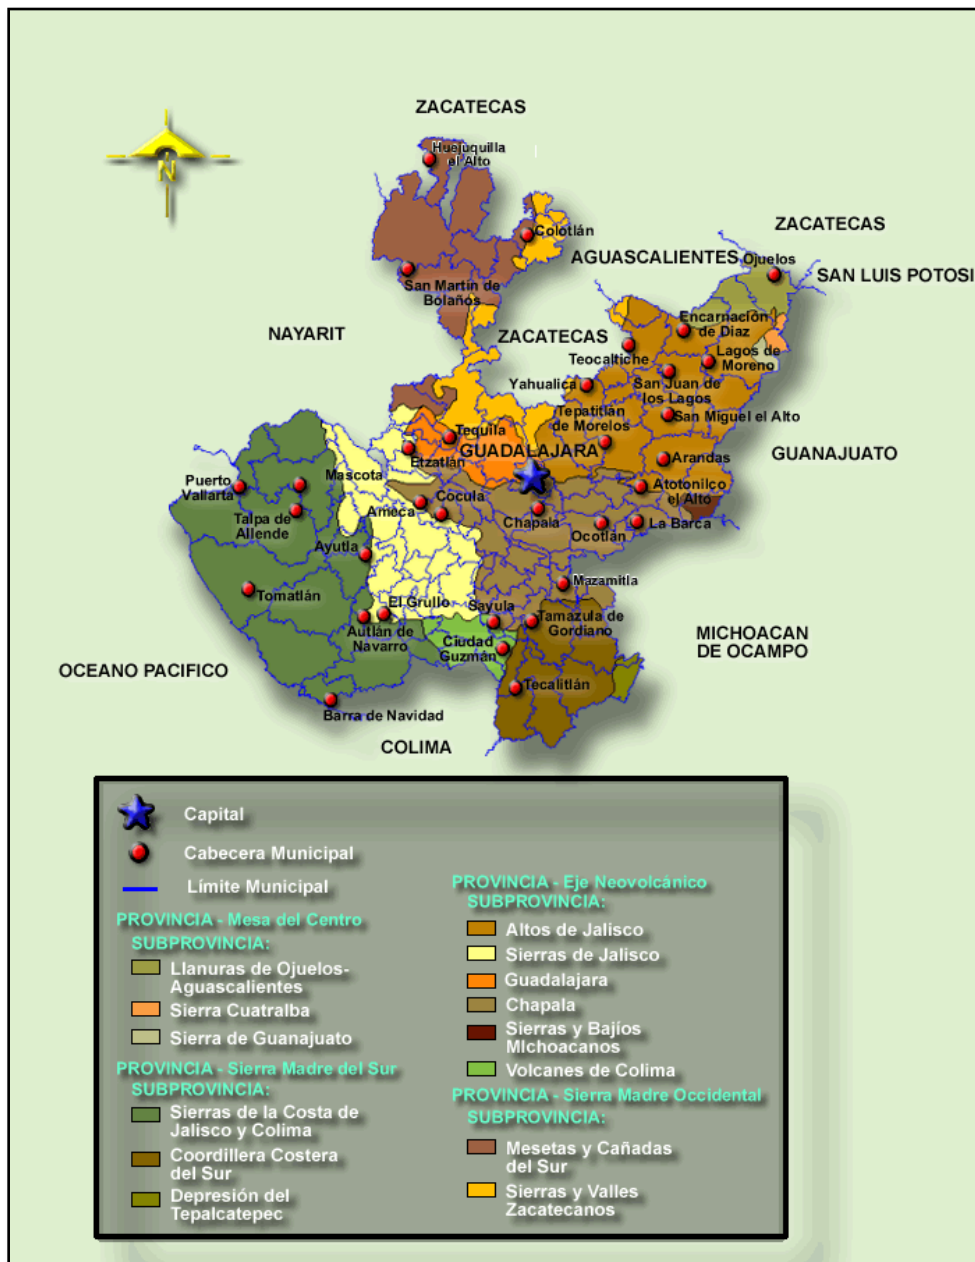 ZACATECAS
N
Huejuquilla
el Alto
Colotlán
ZACATECAS
AGUASCALIENTES
Ojuelos
SAN LUIS POTOSI
San Martín de
Bolaños
NAYARIT
ZACATECAS
Encarnación
de Diaz
Teocaltiche
Lagos de
Moreno
Yahualica
San Juan de
los Lagos
Tepatitlán
de Morelos
San Miguel el Alto
Tequila
GUADALAJARA
Etzatlán
Arandas
GUANAJUATO
Puerto
Vallarta
Mascota
Atotonilco
el Alto
Cocula
Ameca
Talpa de
Allende
Chapala
Ocotlán
La Barca
Ayutla
Mazamitla
Tomatlán
El Grullo
Sayula
Autlán de
Navarro
Tamazula de
Gordiano
Ciudad
Guzmán
MICHOACAN
DE OCAMPO
OCEANO PACIFICO
Tecalitlán
Barra de Navidad
COLIMA
Capital
Cabecera Municipal
Límite Municipal
PROVINCIA - Mesa del Centro
SUBPROVINCIA:
Llanuras de Ojuelos-
Aguascalientes
Sierra Cuatralba
Sierra de Guanajuato
PROVINCIA - Sierra Madre del Sur
SUBPROVINCIA:
Sierras de la Costa de
Jalisco y Colima
Coordillera Costera
del Sur
Depresión del
Tepalcatepec
PROVINCIA - Eje Neovolcánico
SUBPROVINCIA:
Altos de Jalisco
Sierras de Jalisco
Guadalajara
Chapala
Sierras y Bajíos
MIchoacanos
Volcanes de Colima
PROVINCIA - Sierra Madre Occidental
SUBPROVINCIA:
Mesetas y Cañadas
del Sur
Sierras y Valles
Zacatecanos